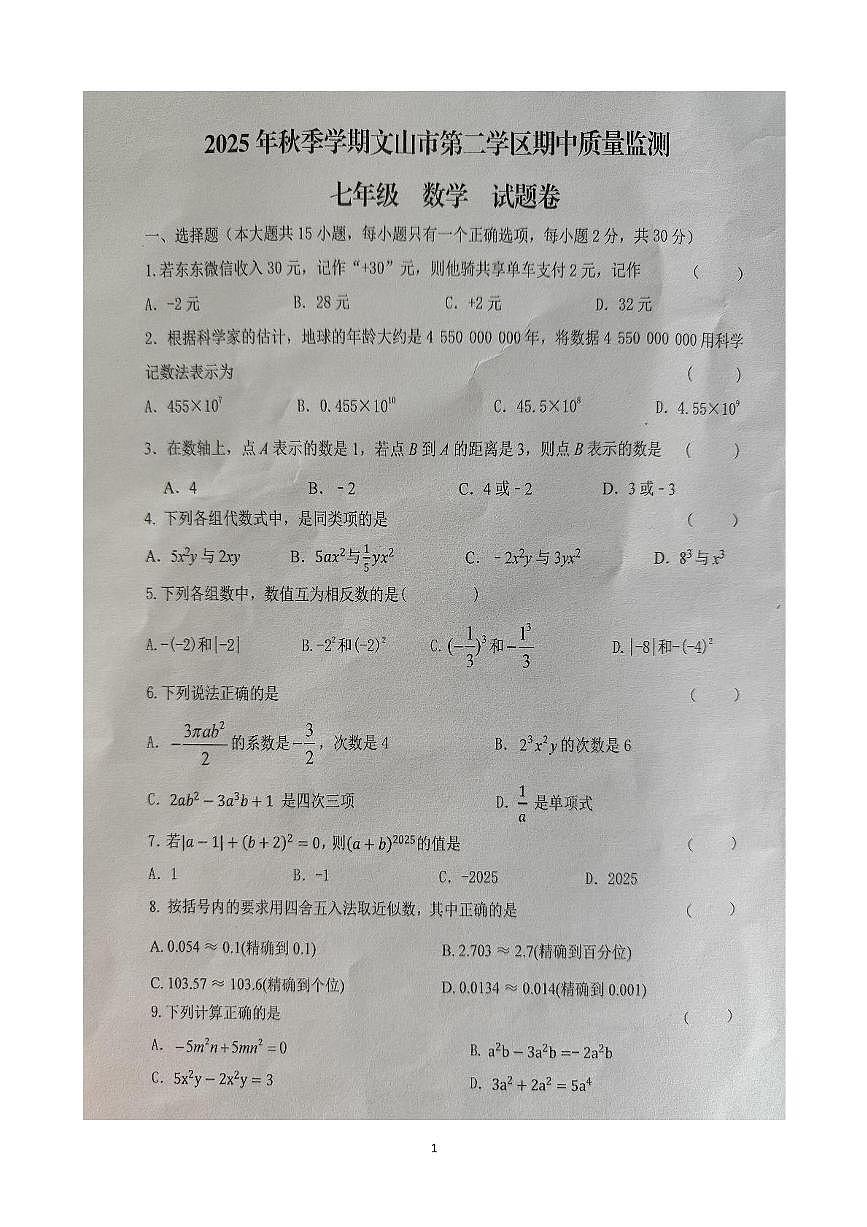 2025年秋季学期文山市第二学区期中质量监测
七年级 数学 试题卷
一、选择题（本大题共15小题，每小题只有一个正确选项，每小题2分，共30分）
1.若东东微信收入30元，记作“+30”元，则他骑共享单车支付2元，记作 （ ）
A. -2元 B. 28元 C. +2元 D. 32元
2、根据科学家的估计，地球的年龄大约是4 550 000 000年，将数据4 550 000 000用科学
记数法表示为 （ ）
A、455×10⁷ B、0.455×10¹⁰ C、45.5×10⁸ D、4.55×10⁹
3、在数轴上，点A表示的数是1，若点B到A的距离是3，则点B表示的数是 （ ）
A、4 B、-2 C、4或-2 D、3或-3
4. 下列各组代数式中，是同类项的是 （ ）
A．5x²y与2xy B．5ax²与1/5yx² C．-2x²y与3yx² D．8³与x³
5.下列各组数中，数值互为相反数的是( )
A.-(-2)和|-2| B.-2²和(-2)² C.(-1/3)³和-1³/3 D.|-8|和-(-4)²
6.下列说法正确的是 （ ）
A．-3πab²/2的系数是-3/2，次数是4 B．2³x²y的次数是6
C．2ab²－3a³b＋1 是四次三项 D．1/a 是单项式
7. 若|a－1|＋(b＋2)²＝0，则(a＋b)²⁰²⁵的值是 （ ）
A．1 B．-1 C．-2025 D．2025
8. 按括号内的要求用四舍五入法取近似数，其中正确的是 （ ）
A. 0.054 ≈ 0.1(精确到0.1) B. 2.703 ≈ 2.7(精确到百分位)
C. 103.57 ≈ 103.6(精确到个位) D. 0.0134 ≈ 0.014(精确到0.001)
9.下列计算正确的是 （ ）
A．-5m²n+5mn²=0 B. a²b－3a²b＝－2a²b
C．5x²y－2x²y＝3 D．3a²＋2a²＝5a⁴
1